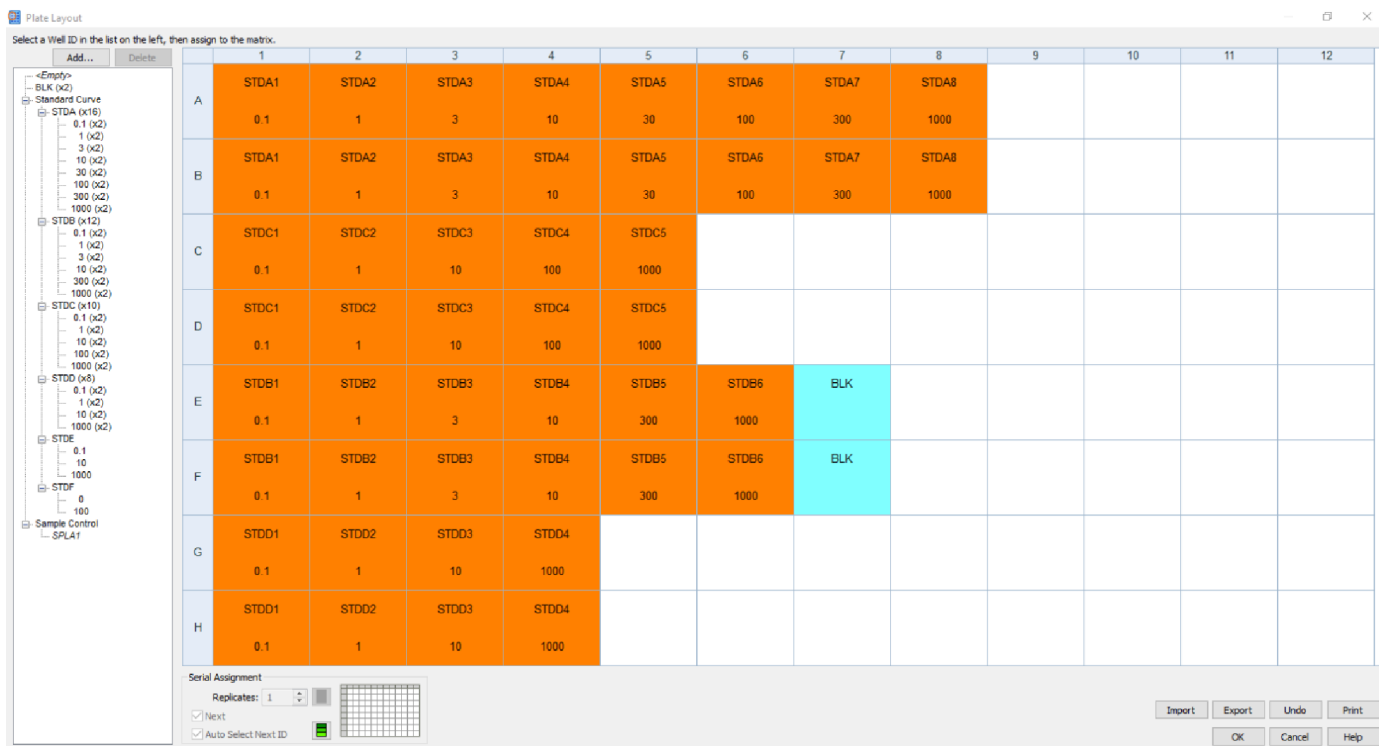 Plate Layout
Select a Well ID in the list on the left, then assign to the matrix.
Add... Delete
<Empty>
BLK (x2)
Standard Curve
STDA (x16)
0.1 (x2)
1 (x2)
3 (x2)
10 (x2)
30 (x2)
100 (x2)
300 (x2)
1000 (x2)
STDB (x12)
0.1 (x2)
1 (x2)
3 (x2)
10 (x2)
300 (x2)
1000 (x2)
STDC (x10)
0.1 (x2)
1 (x2)
10 (x2)
100 (x2)
1000 (x2)
STDD (x8)
0.1 (x2)
1 (x2)
10 (x2)
1000 (x2)
STDE
0.1
10
1000
STDF
0
100
Sample Control
SPLA1
1 2 3 4 5 6 7 8 9 10 11 12
A
STDA1 STDA2 STDA3 STDA4 STDA5 STDA6 STDA7 STDA8
0.1 1 3 10 30 100 300 1000
B
STDA1 STDA2 STDA3 STDA4 STDA5 STDA6 STDA7 STDA8
0.1 1 3 10 30 100 300 1000
C
STDC1 STDC2 STDC3 STDC4 STDC5
0.1 1 10 100 1000
D
STDC1 STDC2 STDC3 STDC4 STDC5
0.1 1 10 100 1000
E
STDB1 STDB2 STDB3 STDB4 STDB5 STDB6 BLK
0.1 1 3 10 300 1000
F
STDB1 STDB2 STDB3 STDB4 STDB5 STDB6 BLK
0.1 1 3 10 300 1000
G
STDD1 STDD2 STDD3 STDD4
0.1 1 10 1000
H
STDD1 STDD2 STDD3 STDD4
0.1 1 10 1000
Serial Assignment
Replicates: 1
Next
Auto Select Next ID
Import Export Undo Print
OK Cancel Help